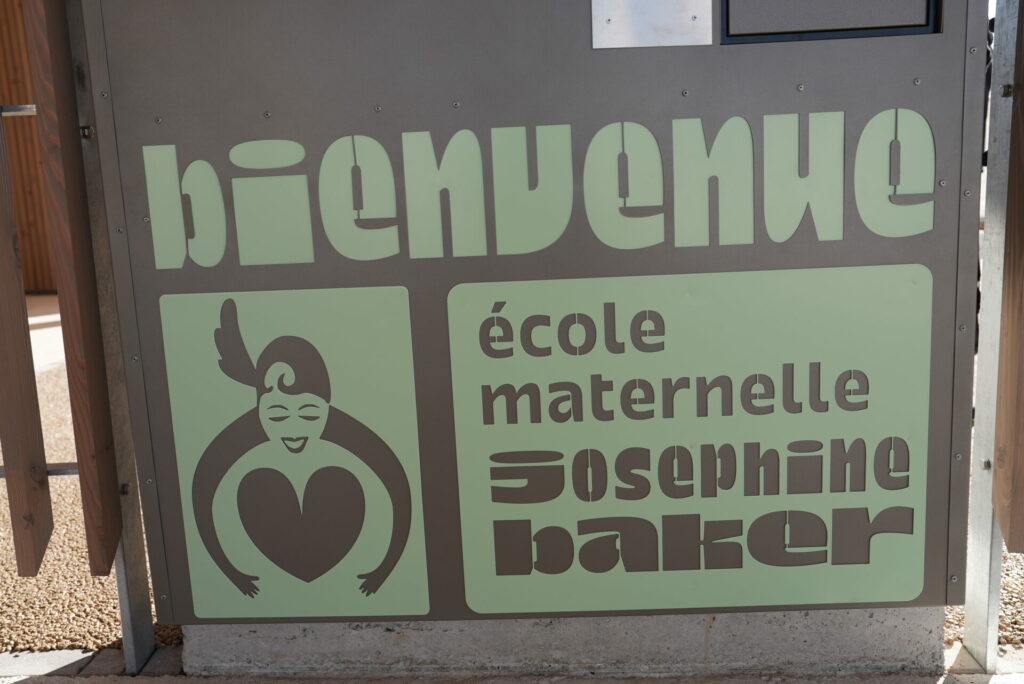 bienvenue
école
maternelle
josephine
baker